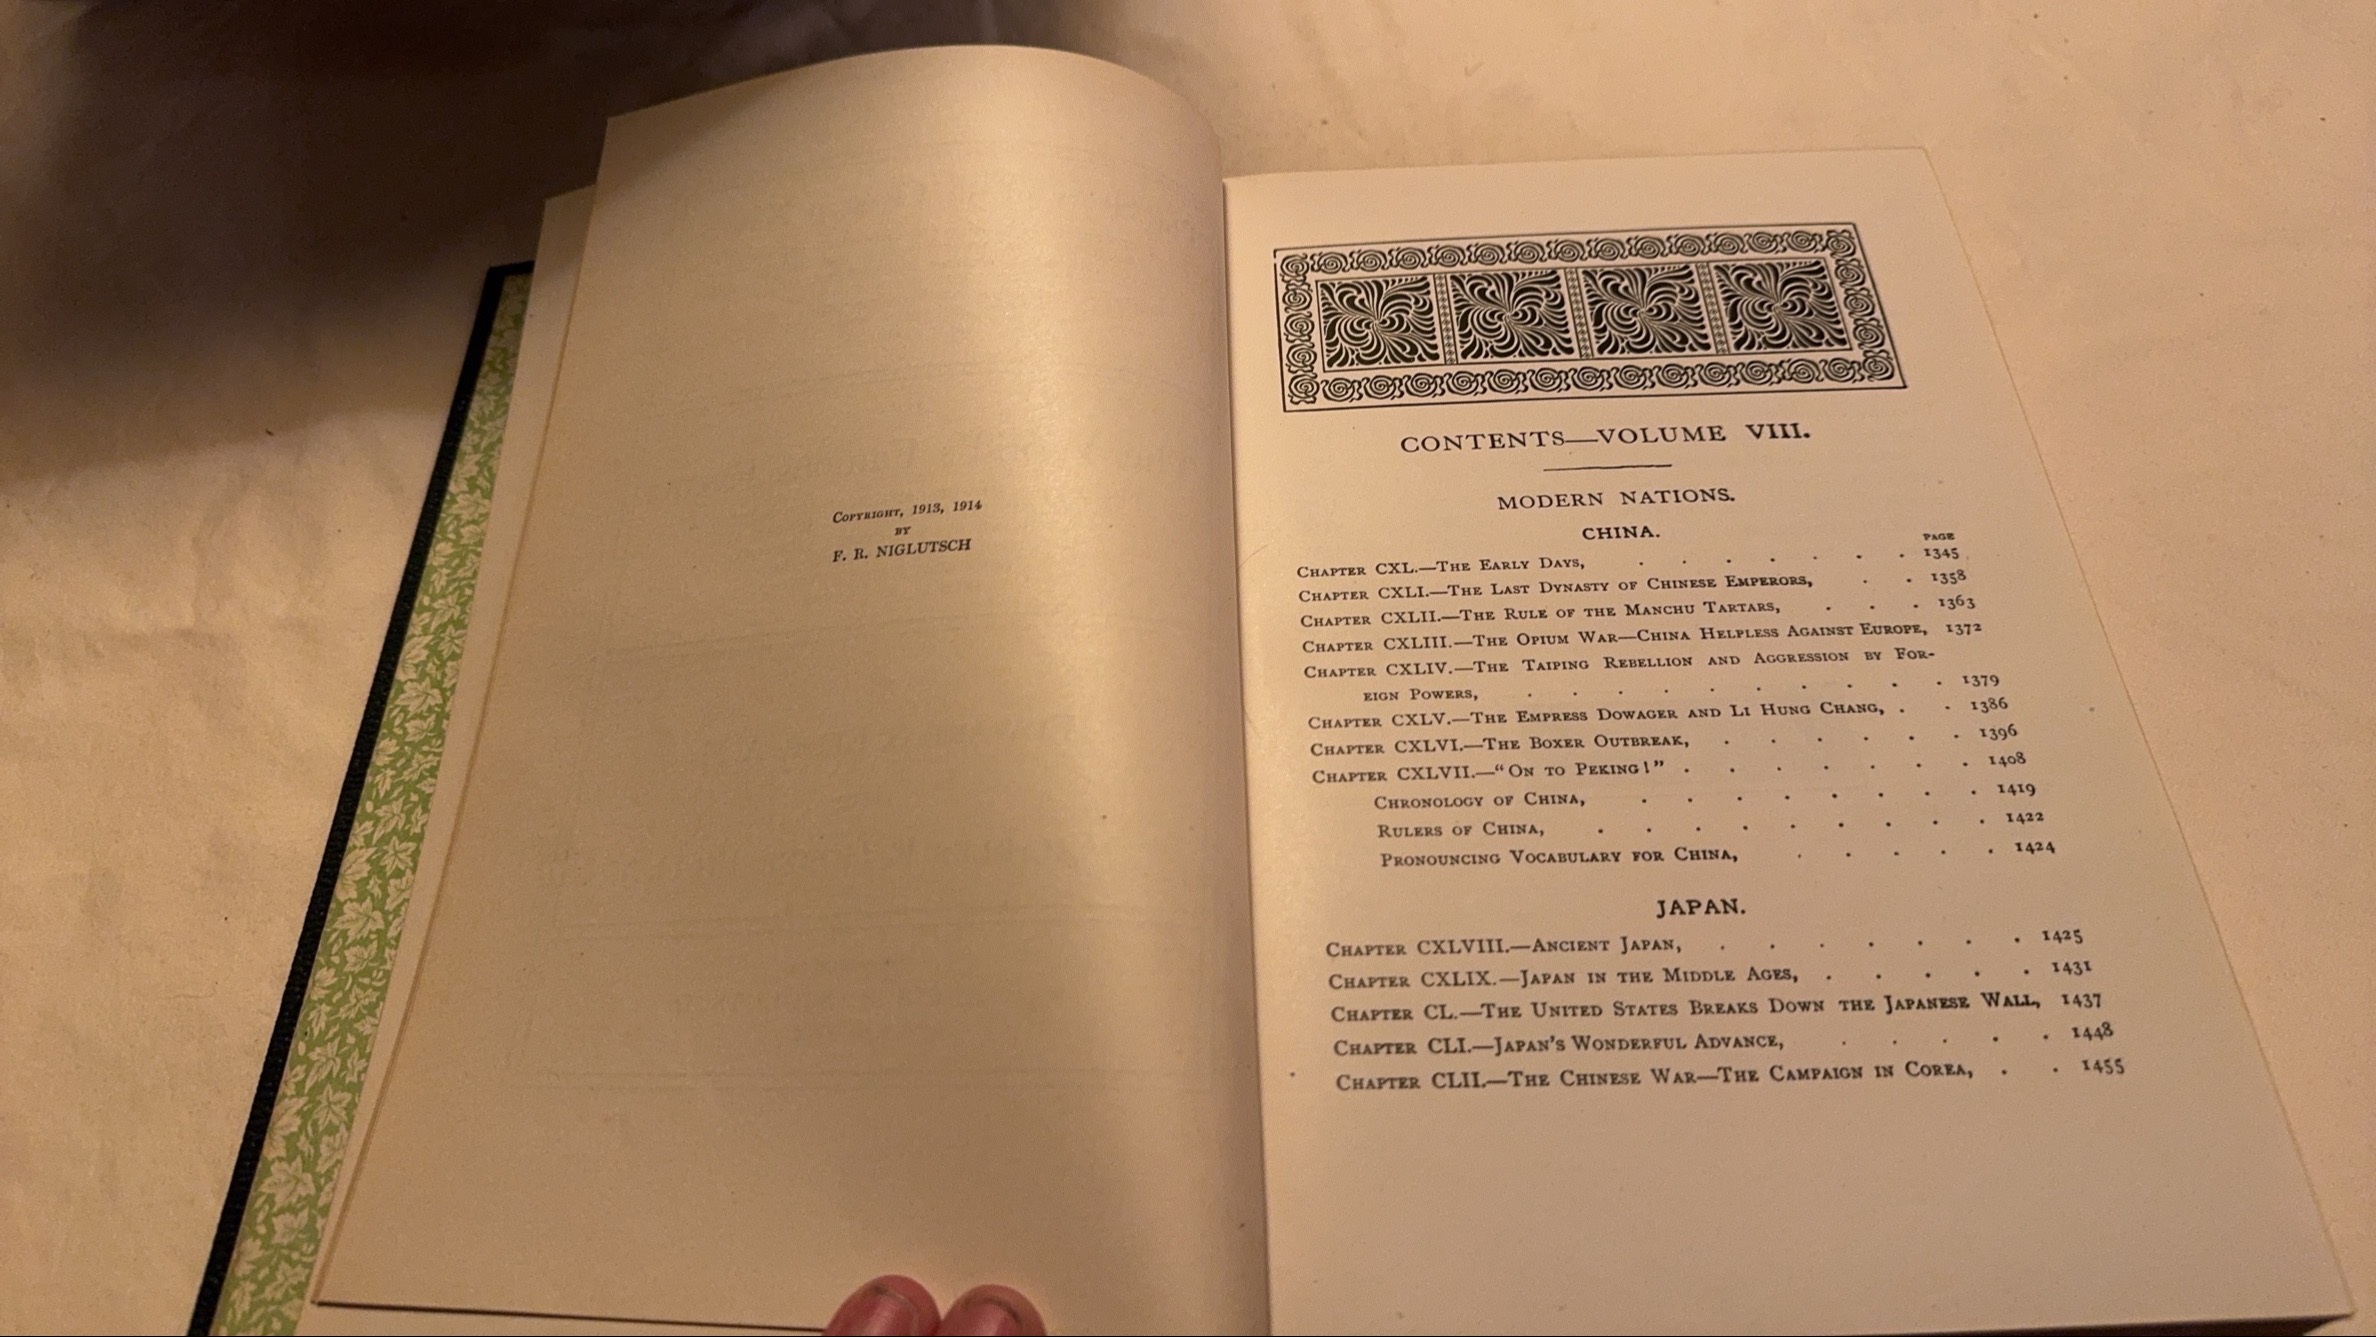 COPYRIGHT, 1913, 1914
BY
F. R. NIGLUTSCH
CONTENTS—VOLUME VIII.
MODERN NATIONS.
CHINA.
PAGE
CHAPTER CXL.—THE EARLY DAYS, . . . . . . . 1345
CHAPTER CXLI.—THE LAST DYNASTY OF CHINESE EMPERORS, . . 1358
CHAPTER CXLII.—THE RULE OF THE MANCHU TARTARS, . . . 1363
CHAPTER CXLIII.—THE OPIUM WAR—CHINA HELPLESS AGAINST EUROPE, 1372
CHAPTER CXLIV.—THE TAIPING REBELLION AND AGGRESSION BY FOR-
EIGN POWERS, . . . . . . . . . . 1379
CHAPTER CXLV.—THE EMPRESS DOWAGER AND LI HUNG CHANG, . . 1386
CHAPTER CXLVI.—THE BOXER OUTBREAK, . . . . . . 1396
CHAPTER CXLVII.—"ON TO PEKING!" . . . . . . . 1408
CHRONOLOGY OF CHINA, . . . . . . . . 1419
RULERS OF CHINA, . . . . . . . . . 1422
PRONOUNCING VOCABULARY FOR CHINA, . . . . . 1424
JAPAN.
CHAPTER CXLVIII.—ANCIENT JAPAN, . . . . . . . 1425
CHAPTER CXLIX.—JAPAN IN THE MIDDLE AGES, . . . . . 1431
CHAPTER CL.—THE UNITED STATES BREAKS DOWN THE JAPANESE WALL, 1437
CHAPTER CLI.—JAPAN'S WONDERFUL ADVANCE, . . . . . 1448
CHAPTER CLII.—THE CHINESE WAR—THE CAMPAIGN IN COREA, . . 1455